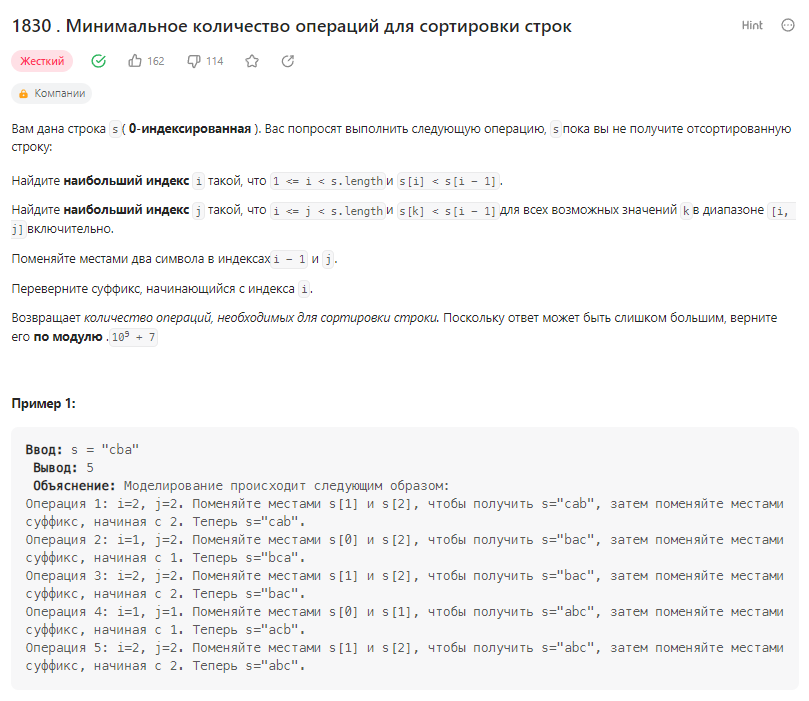 1830 . Минимальное количество операций для сортировки строк
Hint
Жесткий 162 114
Компании
Вам дана строка s ( 0-индексированная ). Вас попросят выполнить следующую операцию, s пока вы не получите отсортированную
строку:
Найдите наибольший индекс i такой, что 1 <= i < s.length и s[i] < s[i - 1].
Найдите наибольший индекс j такой, что i <= j < s.length и s[k] < s[i - 1] для всех возможных значений k в диапазоне [i,
j] включительно.
Поменяйте местами два символа в индексах i - 1 и j.
Переверните суффикс, начинающийся с индекса i.
Возвращает количество операций, необходимых для сортировки строки. Поскольку ответ может быть слишком большим, верните
его по модулю . 10⁹ + 7
Пример 1:
Ввод: s = "cba"
Вывод: 5
Объяснение: Моделирование происходит следующим образом:
Операция 1: i=2, j=2. Поменяйте местами s[1] и s[2], чтобы получить s="cab", затем поменяйте местами
суффикс, начиная с 2. Теперь s="cab".
Операция 2: i=1, j=2. Поменяйте местами s[0] и s[2], чтобы получить s="bac", затем поменяйте местами
суффикс, начиная с 1. Теперь s="bca".
Операция 3: i=2, j=2. Поменяйте местами s[1] и s[2], чтобы получить s="bac", затем поменяйте местами
суффикс, начиная с 2. Теперь s="bac".
Операция 4: i=1, j=1. Поменяйте местами s[0] и s[1], чтобы получить s="abc", затем поменяйте местами
суффикс, начиная с 1. Теперь s="acb".
Операция 5: i=2, j=2. Поменяйте местами s[1] и s[2], чтобы получить s="abc", затем поменяйте местами
суффикс, начиная с 2. Теперь s="abc".